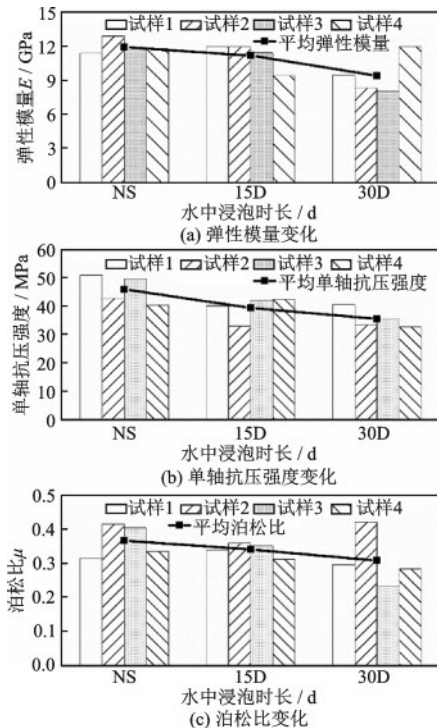 15
试样1 试样2 试样3 试样4
12
平均弹性模量
9
6
3
0
弹性模量E / GPa
NS 15D 30D
水中浸泡时长 / d
(a) 弹性模量变化
60
试样1 试样2 试样3 试样4
50
平均单轴抗压强度
40
30
20
10
0
单轴抗压强度 / MPa
NS 15D 30D
水中浸泡时长 / d
(b) 单轴抗压强度变化
0.5
试样1 试样2 试样3 试样4
平均泊松比
0.4
0.3
0.2
0.1
0.0
泊松比μ
NS 15D 30D
水中浸泡时长 / d
(c) 泊松比变化